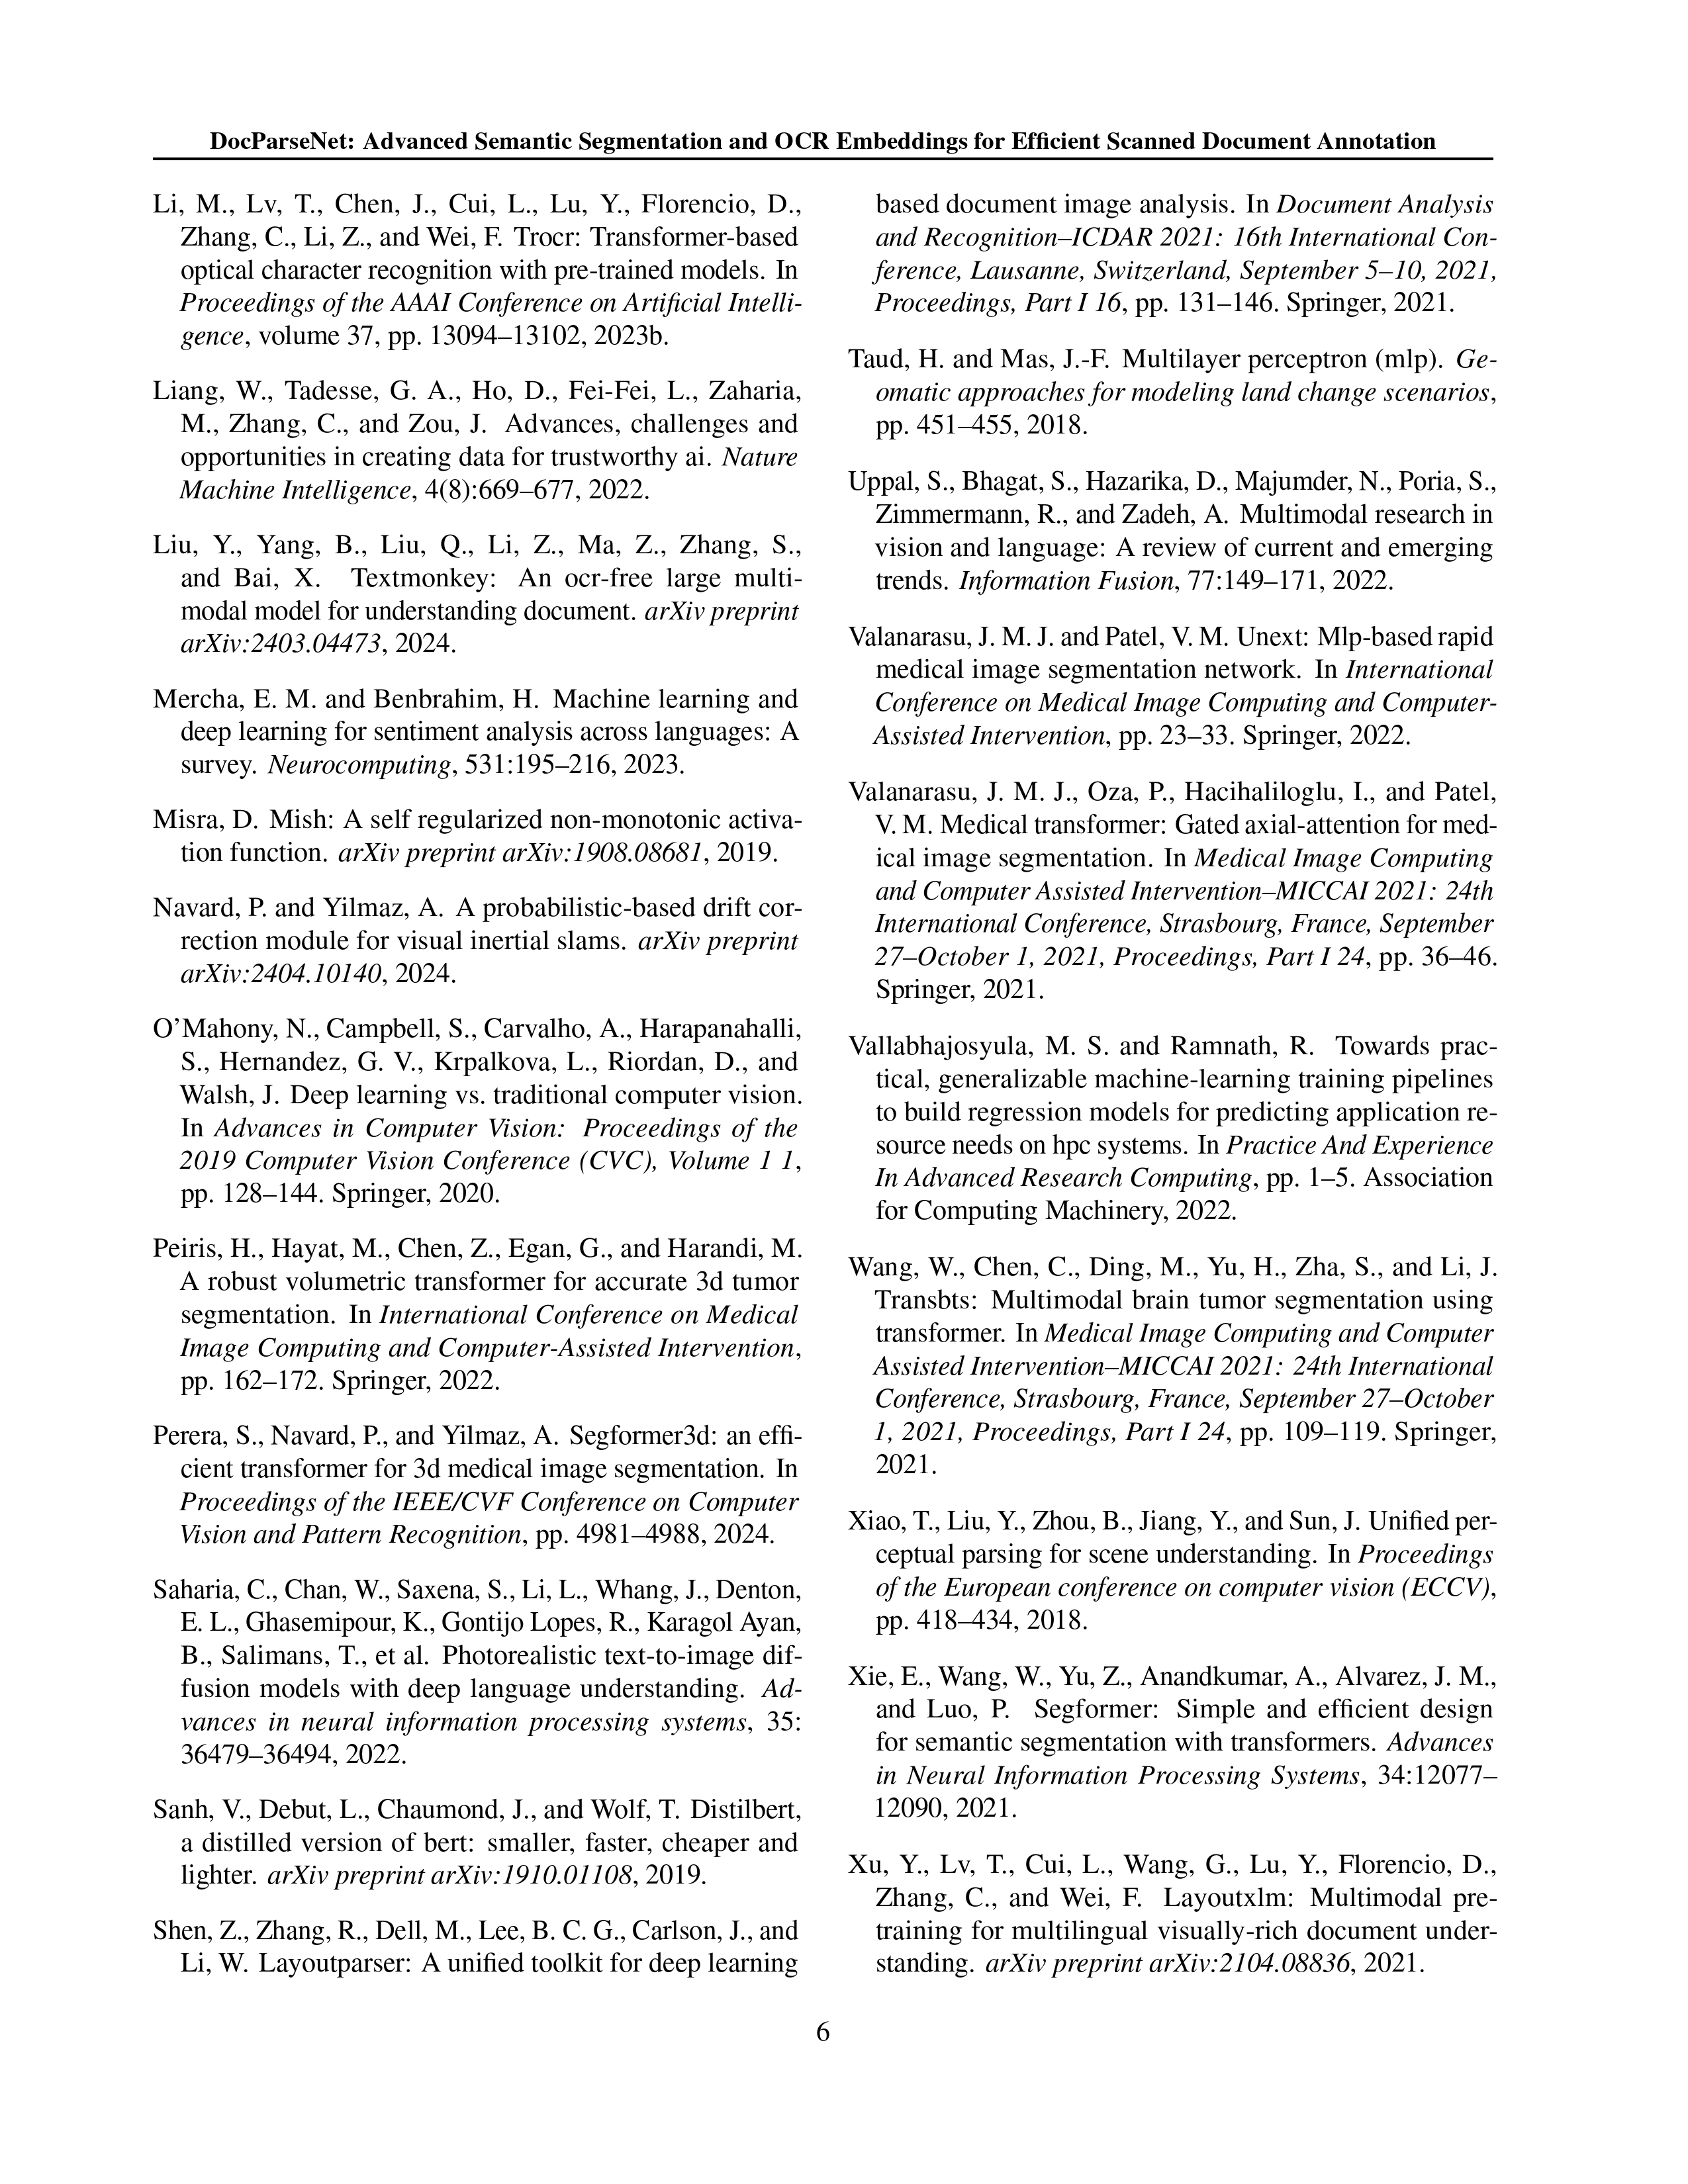 DocParseNet: Advanced Semantic Segmentation and OCR Embeddings for Efficient Scanned Document Annotation
Li, M., Lv, T., Chen, J., Cui, L., Lu, Y., Florencio, D.,
Zhang, C., Li, Z., and Wei, F. Trocr: Transformer-based
optical character recognition with pre-trained models. In
Proceedings of the AAAI Conference on Artificial Intelli-
gence, volume 37, pp. 13094–13102, 2023b.
Liang, W., Tadesse, G. A., Ho, D., Fei-Fei, L., Zaharia,
M., Zhang, C., and Zou, J. Advances, challenges and
opportunities in creating data for trustworthy ai. Nature
Machine Intelligence, 4(8):669–677, 2022.
Liu, Y., Yang, B., Liu, Q., Li, Z., Ma, Z., Zhang, S.,
and Bai, X. Textmonkey: An ocr-free large multi-
modal model for understanding document. arXiv preprint
arXiv:2403.04473, 2024.
Mercha, E. M. and Benbrahim, H. Machine learning and
deep learning for sentiment analysis across languages: A
survey. Neurocomputing, 531:195–216, 2023.
Misra, D. Mish: A self regularized non-monotonic activa-
tion function. arXiv preprint arXiv:1908.08681, 2019.
Navard, P. and Yilmaz, A. A probabilistic-based drift cor-
rection module for visual inertial slams. arXiv preprint
arXiv:2404.10140, 2024.
O'Mahony, N., Campbell, S., Carvalho, A., Harapanahalli,
S., Hernandez, G. V., Krpalkova, L., Riordan, D., and
Walsh, J. Deep learning vs. traditional computer vision.
In Advances in Computer Vision: Proceedings of the
2019 Computer Vision Conference (CVC), Volume 1 1,
pp. 128–144. Springer, 2020.
Peiris, H., Hayat, M., Chen, Z., Egan, G., and Harandi, M.
A robust volumetric transformer for accurate 3d tumor
segmentation. In International Conference on Medical
Image Computing and Computer-Assisted Intervention,
pp. 162–172. Springer, 2022.
Perera, S., Navard, P., and Yilmaz, A. Segformer3d: an effi-
cient transformer for 3d medical image segmentation. In
Proceedings of the IEEE/CVF Conference on Computer
Vision and Pattern Recognition, pp. 4981–4988, 2024.
Saharia, C., Chan, W., Saxena, S., Li, L., Whang, J., Denton,
E. L., Ghasemipour, K., Gontijo Lopes, R., Karagol Ayan,
B., Salimans, T., et al. Photorealistic text-to-image dif-
fusion models with deep language understanding. Ad-
vances in neural information processing systems, 35:
36479–36494, 2022.
Sanh, V., Debut, L., Chaumond, J., and Wolf, T. Distilbert,
a distilled version of bert: smaller, faster, cheaper and
lighter. arXiv preprint arXiv:1910.01108, 2019.
Shen, Z., Zhang, R., Dell, M., Lee, B. C. G., Carlson, J., and
Li, W. Layoutparser: A unified toolkit for deep learning
based document image analysis. In Document Analysis
and Recognition–ICDAR 2021: 16th International Con-
ference, Lausanne, Switzerland, September 5–10, 2021,
Proceedings, Part I 16, pp. 131–146. Springer, 2021.
Taud, H. and Mas, J.-F. Multilayer perceptron (mlp). Ge-
omatic approaches for modeling land change scenarios,
pp. 451–455, 2018.
Uppal, S., Bhagat, S., Hazarika, D., Majumder, N., Poria, S.,
Zimmermann, R., and Zadeh, A. Multimodal research in
vision and language: A review of current and emerging
trends. Information Fusion, 77:149–171, 2022.
Valanarasu, J. M. J. and Patel, V. M. Unext: Mlp-based rapid
medical image segmentation network. In International
Conference on Medical Image Computing and Computer-
Assisted Intervention, pp. 23–33. Springer, 2022.
Valanarasu, J. M. J., Oza, P., Hacihaliloglu, I., and Patel,
V. M. Medical transformer: Gated axial-attention for med-
ical image segmentation. In Medical Image Computing
and Computer Assisted Intervention–MICCAI 2021: 24th
International Conference, Strasbourg, France, September
27–October 1, 2021, Proceedings, Part I 24, pp. 36–46.
Springer, 2021.
Vallabhajosyula, M. S. and Ramnath, R. Towards prac-
tical, generalizable machine-learning training pipelines
to build regression models for predicting application re-
source needs on hpc systems. In Practice And Experience
In Advanced Research Computing, pp. 1–5. Association
for Computing Machinery, 2022.
Wang, W., Chen, C., Ding, M., Yu, H., Zha, S., and Li, J.
Transbts: Multimodal brain tumor segmentation using
transformer. In Medical Image Computing and Computer
Assisted Intervention–MICCAI 2021: 24th International
Conference, Strasbourg, France, September 27–October
1, 2021, Proceedings, Part I 24, pp. 109–119. Springer,
2021.
Xiao, T., Liu, Y., Zhou, B., Jiang, Y., and Sun, J. Unified per-
ceptual parsing for scene understanding. In Proceedings
of the European conference on computer vision (ECCV),
pp. 418–434, 2018.
Xie, E., Wang, W., Yu, Z., Anandkumar, A., Alvarez, J. M.,
and Luo, P. Segformer: Simple and efficient design
for semantic segmentation with transformers. Advances
in Neural Information Processing Systems, 34:12077–
12090, 2021.
Xu, Y., Lv, T., Cui, L., Wang, G., Lu, Y., Florencio, D.,
Zhang, C., and Wei, F. Layoutxlm: Multimodal pre-
training for multilingual visually-rich document under-
standing. arXiv preprint arXiv:2104.08836, 2021.
6